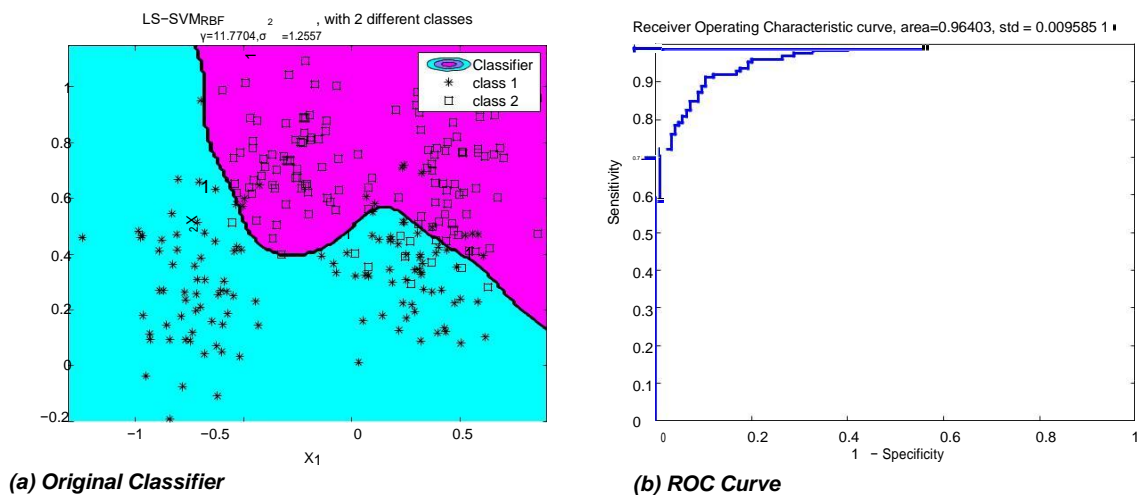 LS−SVMRBF 2 , with 2 different classes
γ=11.7704,σ =1.2557
1
Classifier
class 1
class 2
1
0.8
0.6
0.4
0.2
0
−0.2
1
X2
−1
−0.5
0
0.5
X1
(a) Original Classifier
Receiver Operating Characteristic curve, area=0.96403, std = 0.009585 1
0.9
0.8
0.7
0.6
0.5
0.4
0.3
0.2
0.1
0
Sensitivity
0
0.2
0.4
0.6
0.8
1
1 − Specificity
(b) ROC Curve